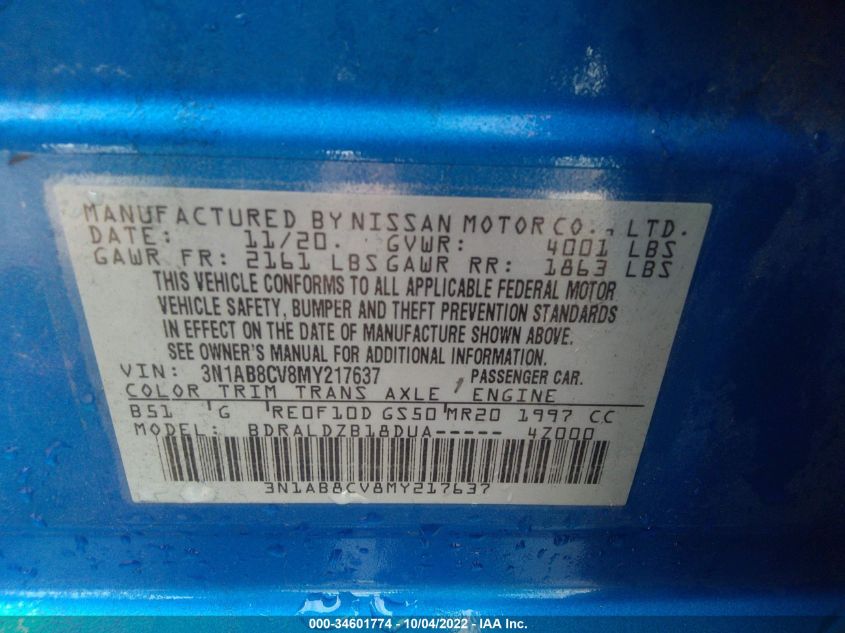 MANUFACTURED BY NISSAN MOTOR CO., LTD.
DATE: 11/20. GVWR: 4001 LBS
GAWR FR: 2161 LBS GAWR RR: 1863 LBS
THIS VEHICLE CONFORMS TO ALL APPLICABLE FEDERAL MOTOR
VEHICLE SAFETY, BUMPER AND THEFT PREVENTION STANDARDS
IN EFFECT ON THE DATE OF MANUFACTURE SHOWN ABOVE.
SEE OWNER'S MANUAL FOR ADDITIONAL INFORMATION.
VIN: 3N1AB8CV8MY217637 PASSENGER CAR.
COLOR TRIM TRANS AXLE ENGINE
B51 G RE0F10D GS50 MR20 1997 CC
MODEL: BDRALDZB18DUA----- 4Z000
3N1AB8CV8MY217637
000-34601774 - 10/04/2022 - IAA Inc.